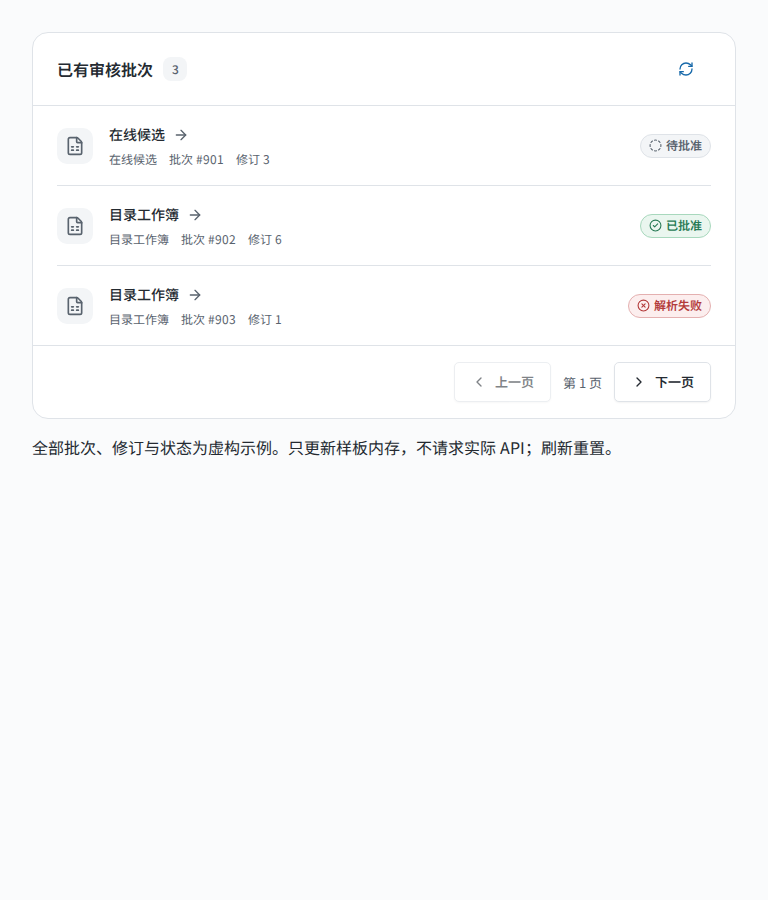 已有审核批次 3
在线候选
在线候选 批次 #901 修订 3
待批准
目录工作簿
目录工作簿 批次 #902 修订 6
已批准
目录工作簿
目录工作簿 批次 #903 修订 1
解析失败
上一页 第 1 页 下一页
全部批次、修订与状态为虚构示例。只更新样板内存，不请求实际 API；刷新重置。